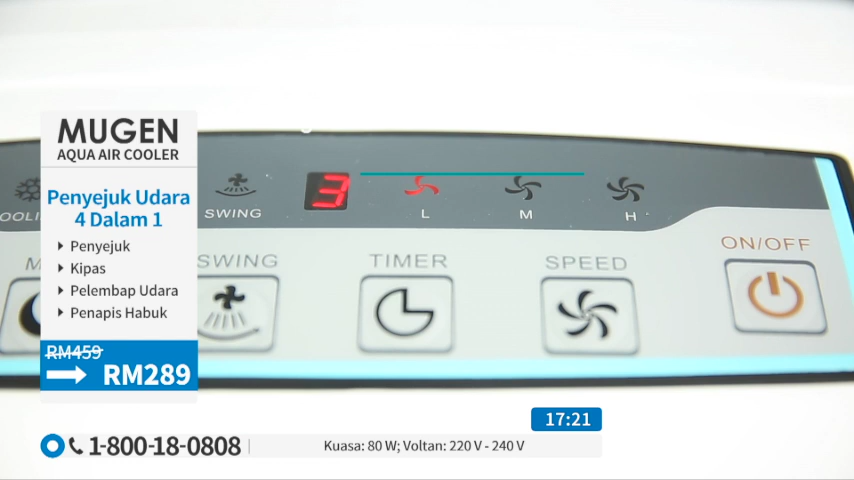 MUGEN
AQUA AIR COOLER
Penyejuk Udara
4 Dalam 1
Penyejuk
Kipas
Pelembap Udara
Penapis Habuk
RM459
RM289
SWING
3
L
M
H
SWING
TIMER
SPEED
ON/OFF
17:21
1-800-18-0808
Kuasa: 80 W; Voltan: 220 V - 240 V